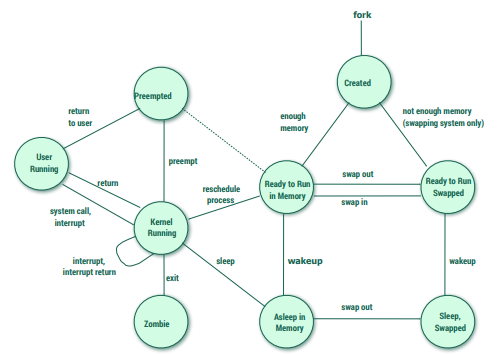 fork
Created
Preempted
return
to user
enough
memory
not enough memory
(swapping system only)
User
Running
preempt
return
reschedule
process
Ready to Run
in Memory
swap out
swap in
Ready to Run
Swapped
system call,
interrupt
Kernel
Running
interrupt,
interrupt return
sleep
wakeup
wakeup
exit
Zombie
Asleep in
Memory
swap out
Sleep,
Swapped